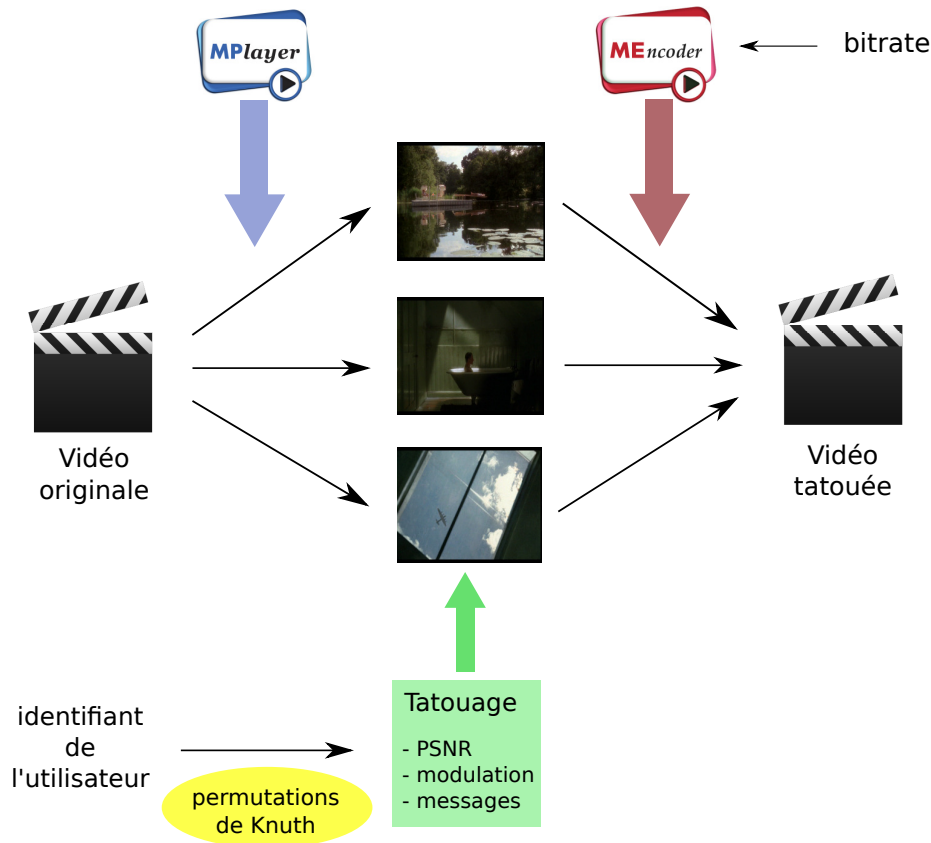 MPlayer
MEncoder
bitrate
Vidéo
originale
Vidéo
tatouée
identifiant
de
l'utilisateur
permutations
de Knuth
Tatouage
- PSNR
- modulation
- messages